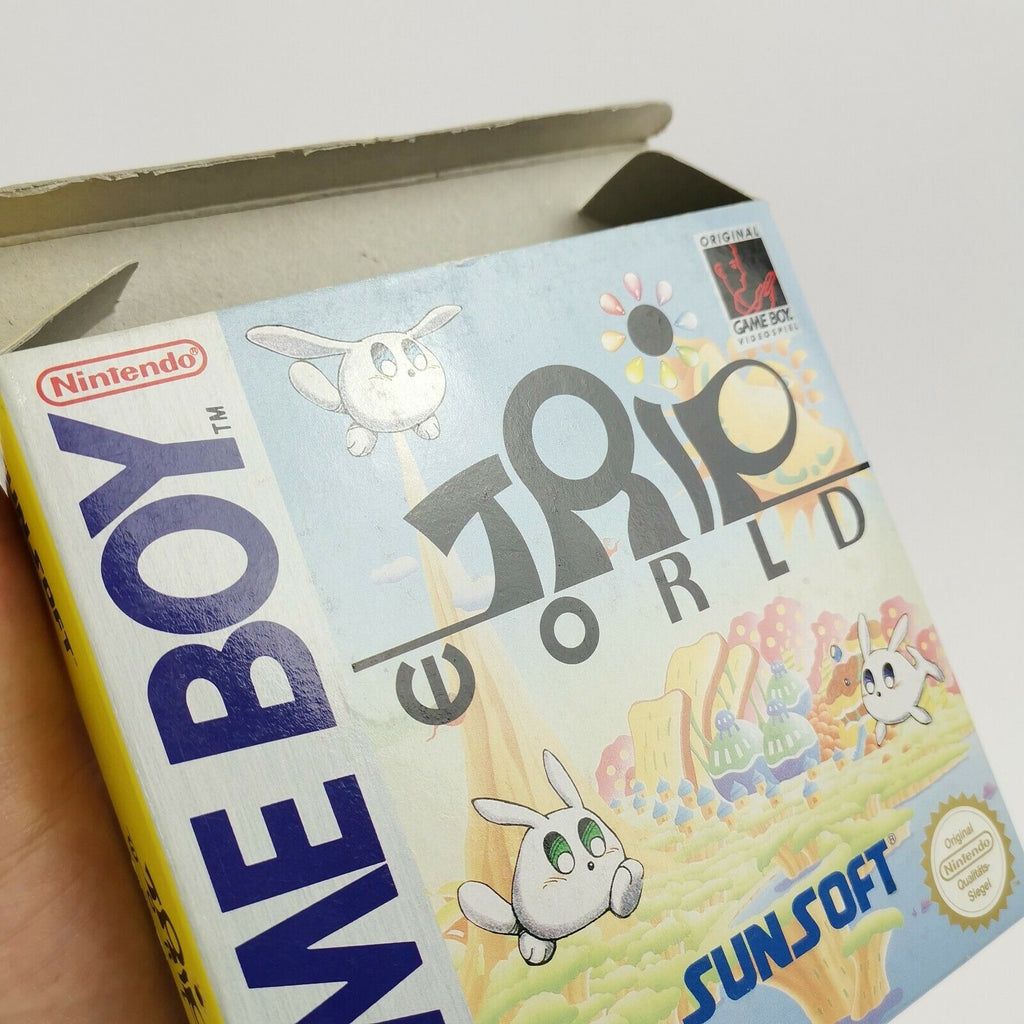 ORIGINAL
GAME BOY.
VIDEOSPIEL
Nintendo®
GAME BOY™
TRIP
WORLD
SUNSOFT®
Original
Nintendo
Qualitäts-
Siegel